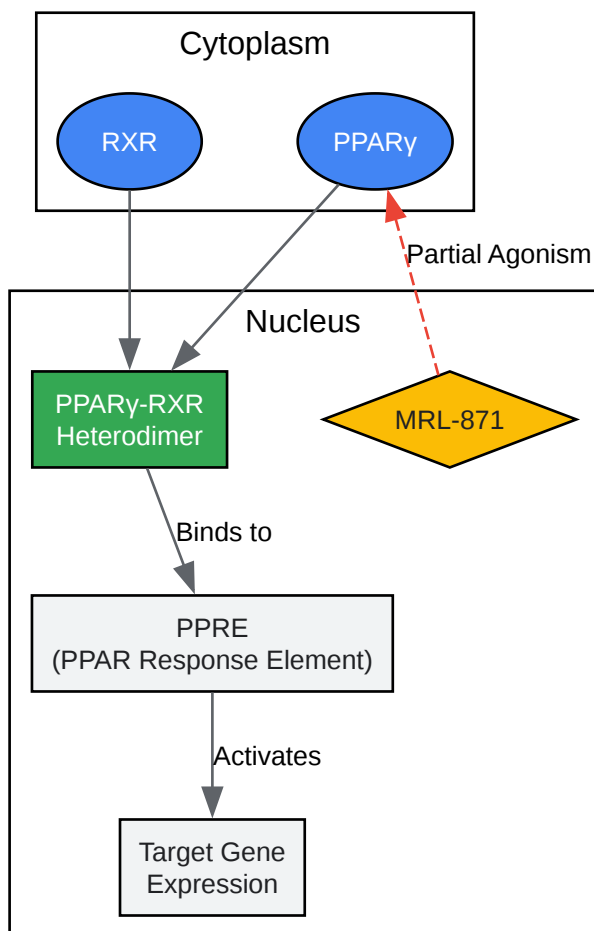 Cytoplasm
RXR
PPARγ
Partial Agonism
Nucleus
PPARγ-RXR
Heterodimer
MRL-871
Binds to
PPRE
(PPAR Response Element)
Activates
Target Gene
Expression